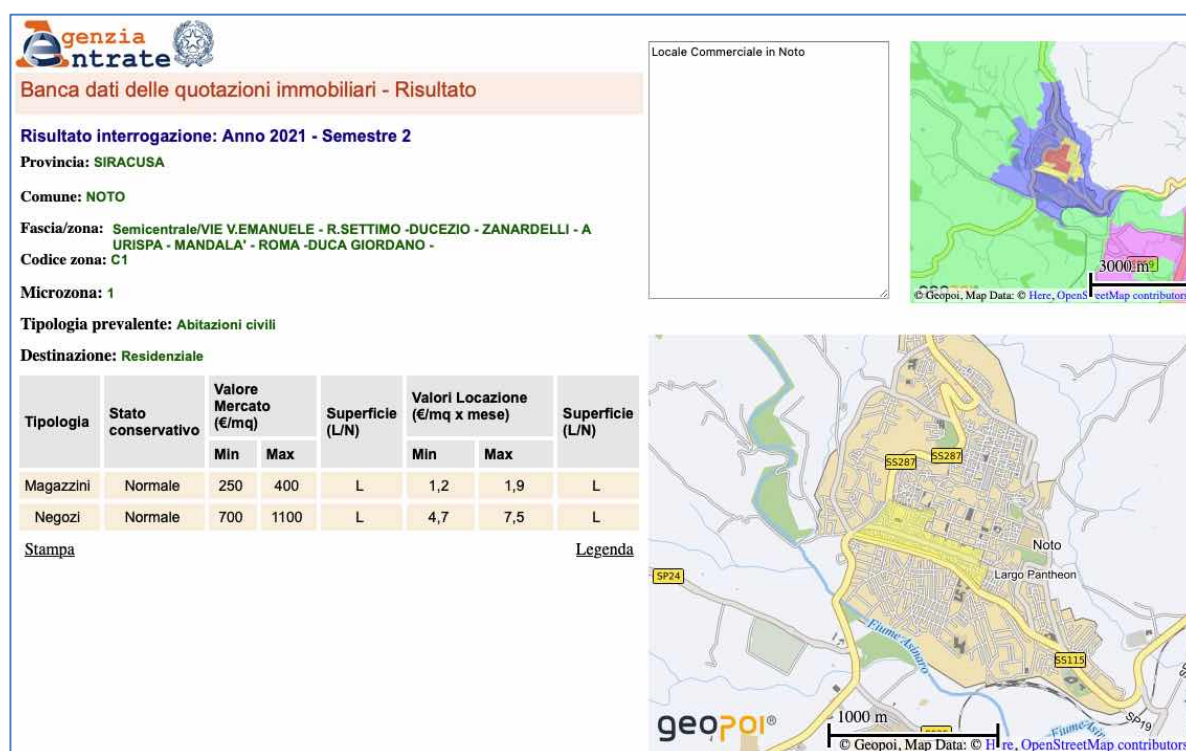 Agenzia
Entrate
Banca dati delle quotazioni immobiliari - Risultato
Risultato interrogazione: Anno 2021 - Semestre 2
Provincia: SIRACUSA
Comune: NOTO
Fascia/zona: Semicentrale/VIE V.EMANUELE - R.SETTIMO -DUCEZIO - ZANARDELLI - A
URISPA - MANDALA' - ROMA -DUCA GIORDANO -
Codice zona: C1
Microzona: 1
Tipologia prevalente: Abitazioni civili
Destinazione: Residenziale
Tipologia Stato conservativo Valore Mercato (€/mq) Superficie (L/N) Valori Locazione (€/mq x mese) Superficie (L/N)
Min Max Min Max
Magazzini Normale 250 400 L 1,2 1,9 L
Negozi Normale 700 1100 L 4,7 7,5 L
Stampa Legenda
Locale Commerciale in Noto
3000 m
© Geopoi, Map Data: © Here, OpenStreetMap contributors
SS287
SS287
Noto
Largo Pantheon
SP24
Fiume Asinaro
SS115
SP19
geopoi®
1000 m
© Geopoi, Map Data: © Here, OpenStreetMap contributors